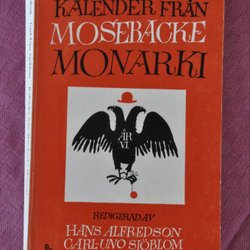 KALENDER FRÅN
MOSEBACKE
MONARKI
ÅR
VI
REDIGERAD AV
HANS ALFREDSON
CARL-UNO SJÖBLOM